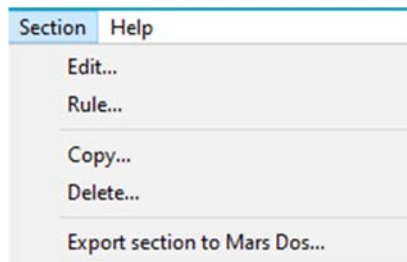 Section Help
Edit...
Rule...
Copy...
Delete...
Export section to Mars Dos...